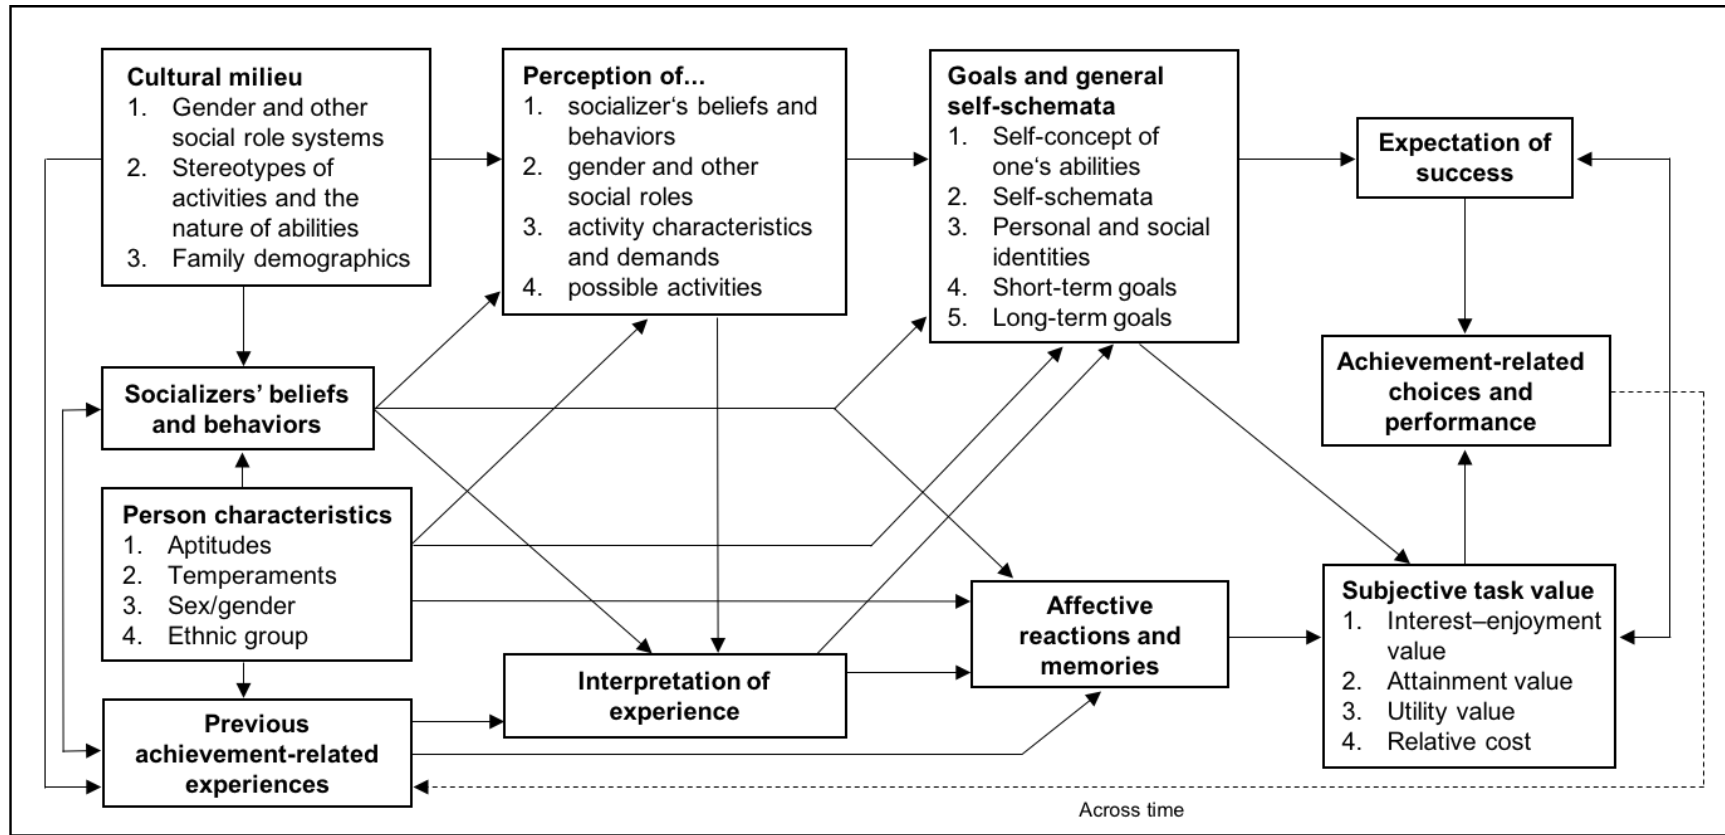 Cultural milieu
1. Gender and other
social role systems
2. Stereotypes of
activities and the
nature of abilities
3. Family demographics
Perception of...
1. socializer‘s beliefs and
behaviors
2. gender and other
social roles
3. activity characteristics
and demands
4. possible activities
Goals and general
self-schemata
1. Self-concept of
one‘s abilities
2. Self-schemata
3. Personal and social
identities
4. Short-term goals
5. Long-term goals
Expectation of
success
Socializers’ beliefs
and behaviors
Achievement-related
choices and
performance
Person characteristics
1. Aptitudes
2. Temperaments
3. Sex/gender
4. Ethnic group
Affective
reactions and
memories
Subjective task value
1. Interest–enjoyment
value
2. Attainment value
3. Utility value
4. Relative cost
Interpretation of
experience
Previous
achievement-related
experiences
Across time